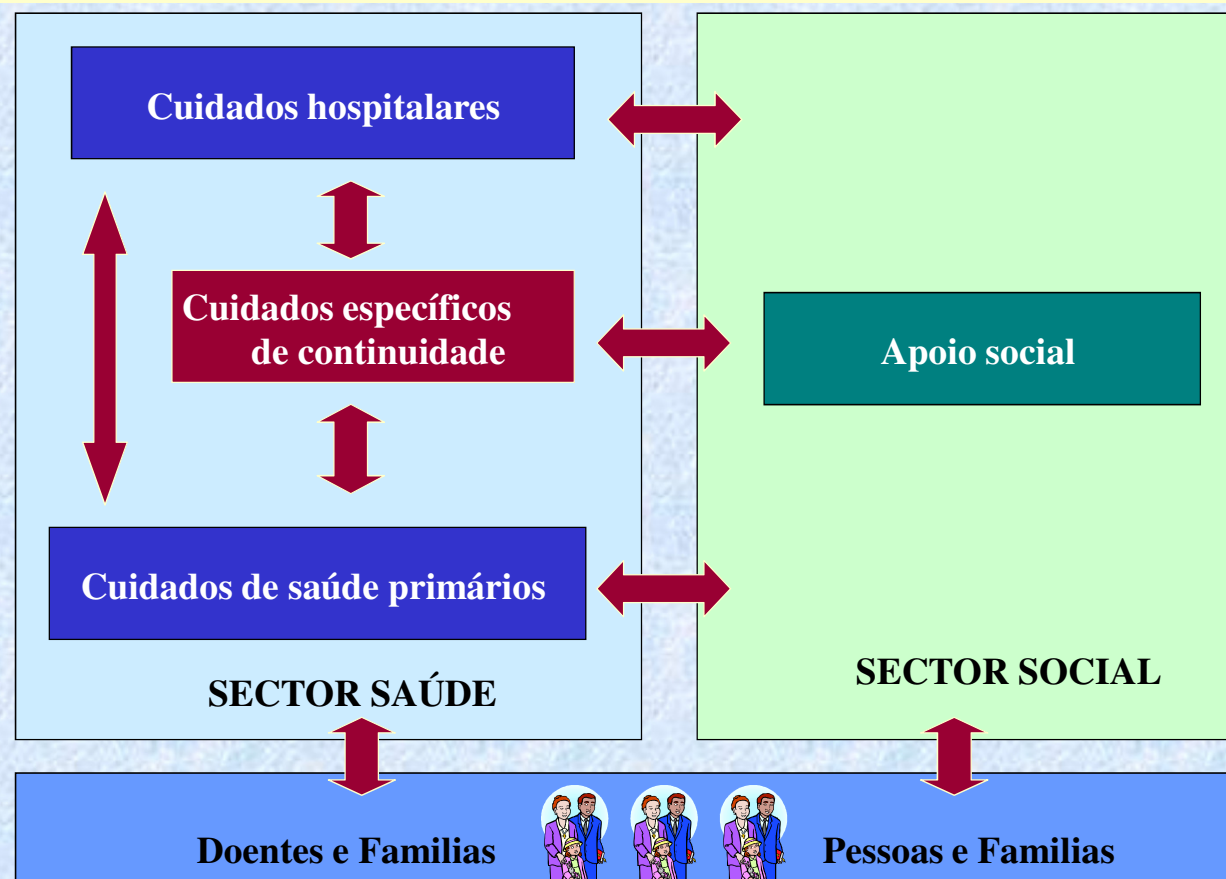 Cuidados hospitalares
Cuidados específicos
de continuidade
Apoio social
Cuidados de saúde primários
SECTOR SAÚDE
SECTOR SOCIAL
Doentes e Familias
Pessoas e Familias